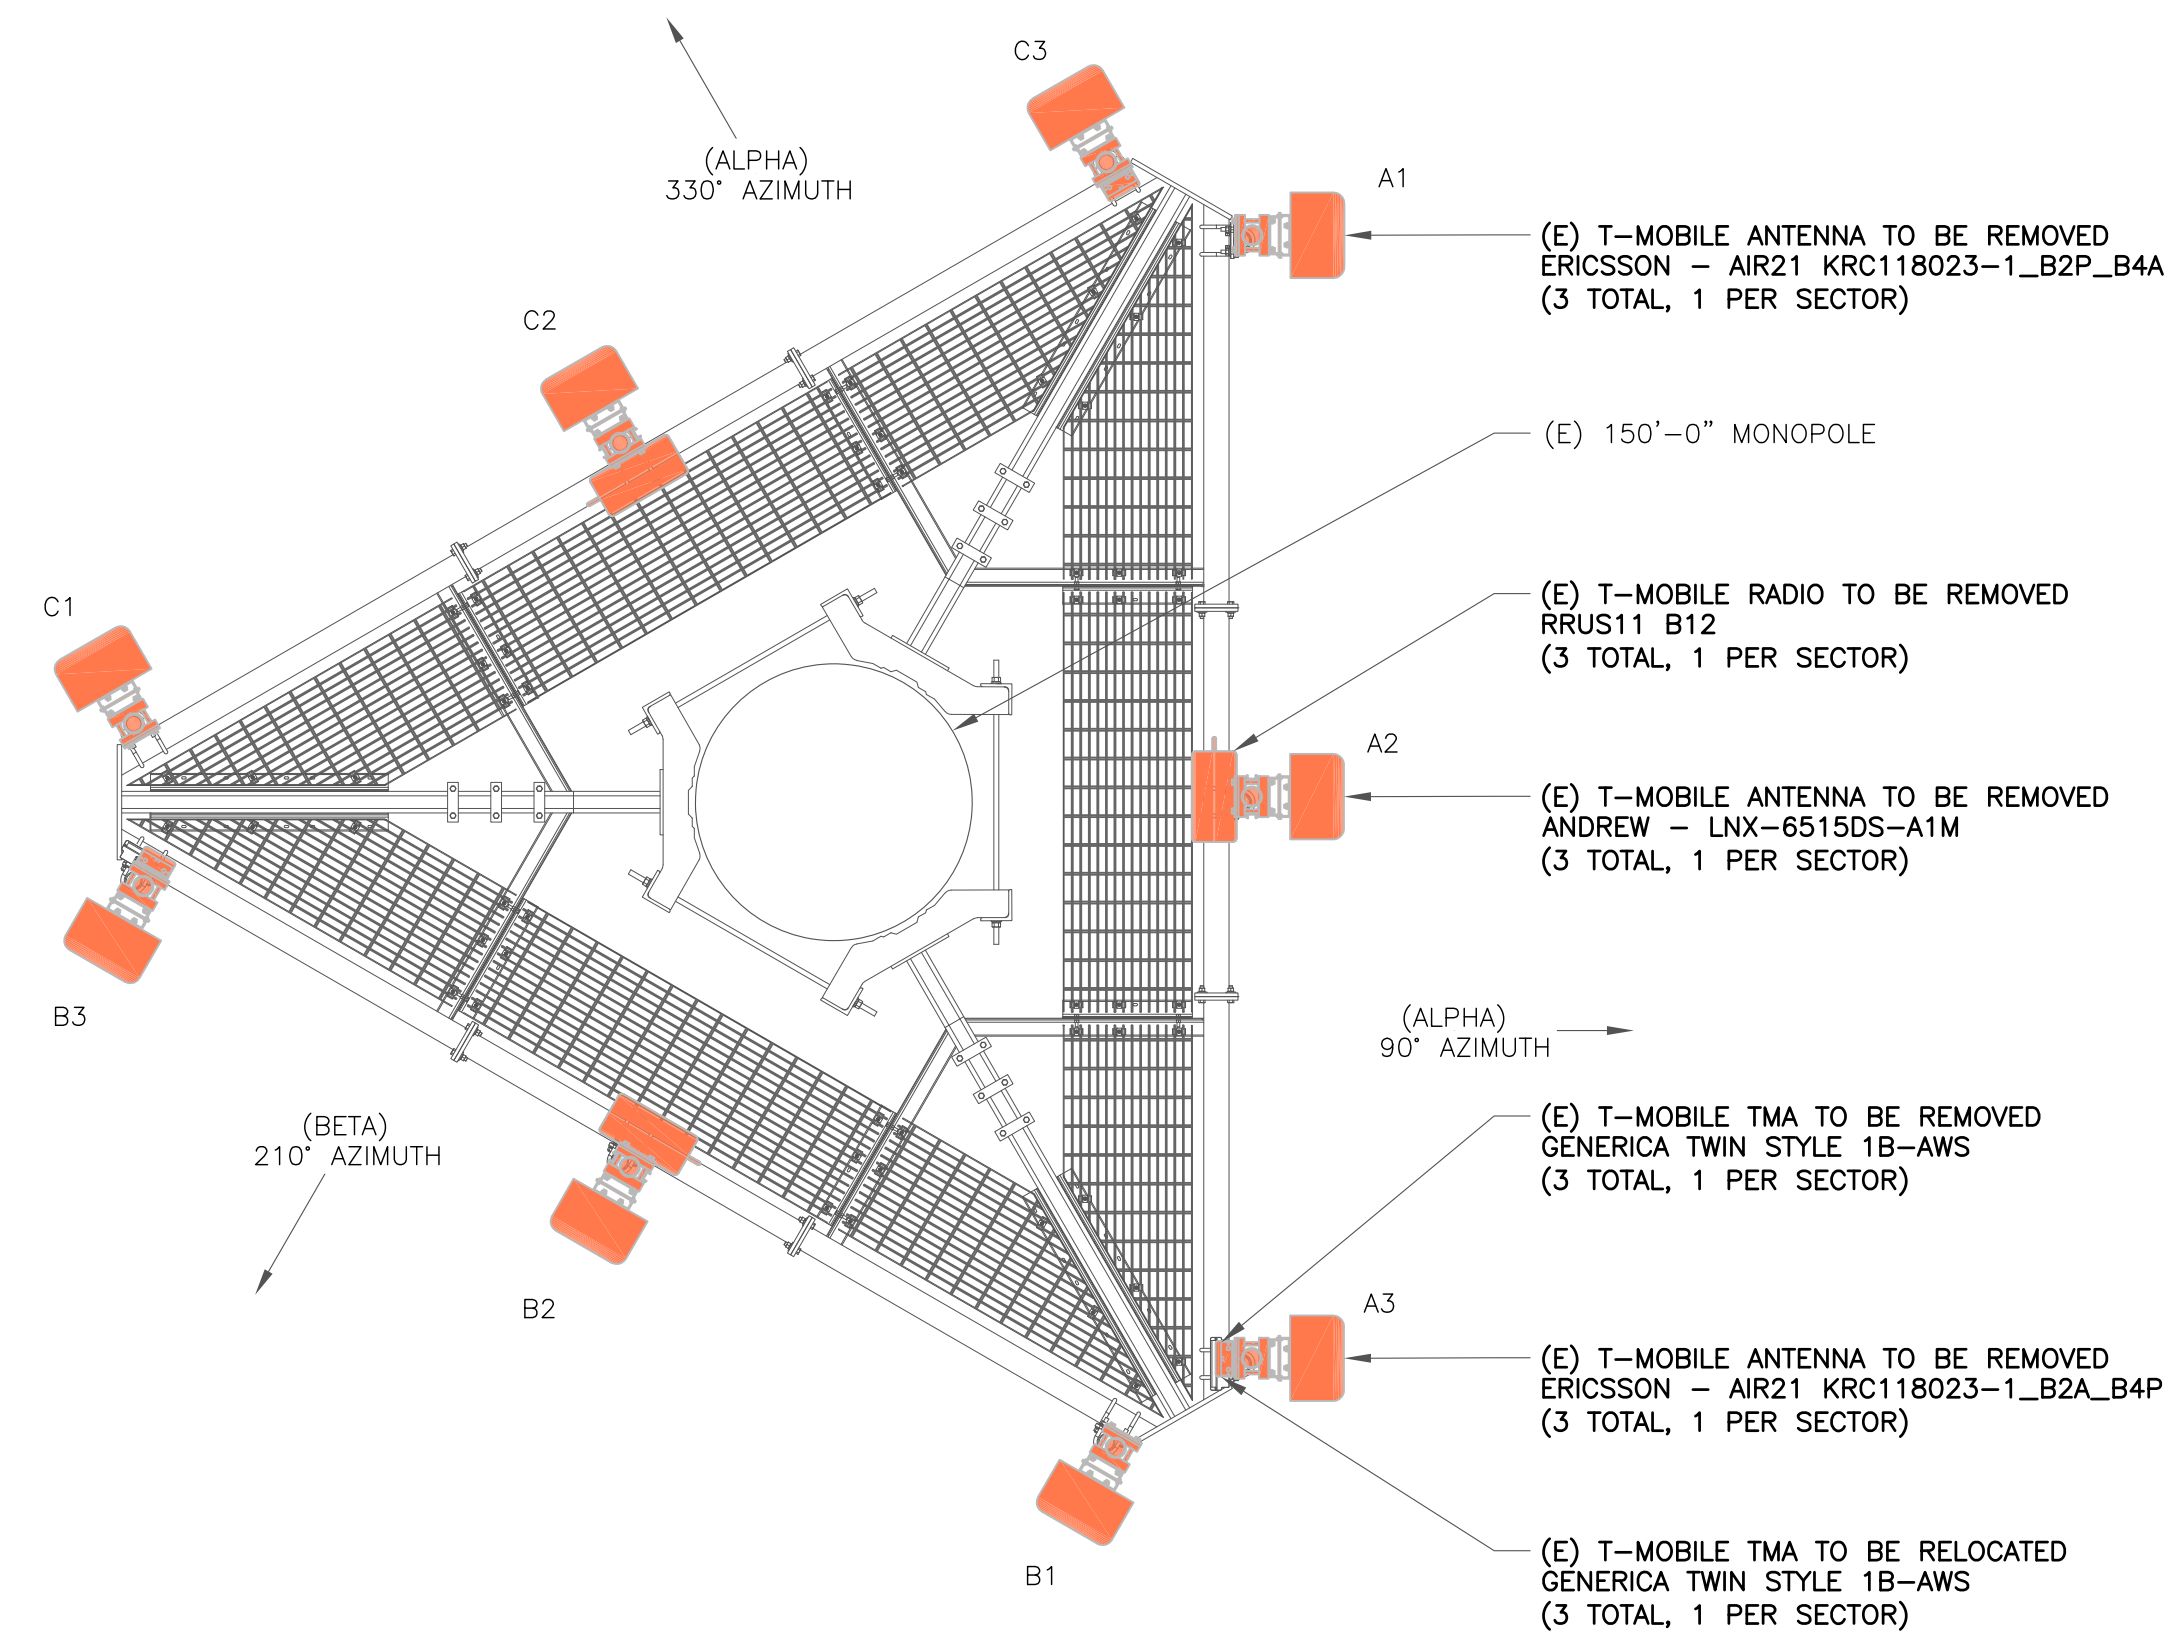 C3
(ALPHA)
330° AZIMUTH
A1
(E) T-MOBILE ANTENNA TO BE REMOVED
ERICSSON - AIR21 KRC118023-1_B2P_B4A
(3 TOTAL, 1 PER SECTOR)
C2
(E) 150'-0" MONOPOLE
C1
(E) T-MOBILE RADIO TO BE REMOVED
RRUS11 B12
(3 TOTAL, 1 PER SECTOR)
A2
(E) T-MOBILE ANTENNA TO BE REMOVED
ANDREW - LNX-6515DS-A1M
(3 TOTAL, 1 PER SECTOR)
B3
(ALPHA)
90° AZIMUTH
(BETA)
210° AZIMUTH
(E) T-MOBILE TMA TO BE REMOVED
GENERICA TWIN STYLE 1B-AWS
(3 TOTAL, 1 PER SECTOR)
B2
A3
(E) T-MOBILE ANTENNA TO BE REMOVED
ERICSSON - AIR21 KRC118023-1_B2A_B4P
(3 TOTAL, 1 PER SECTOR)
B1
(E) T-MOBILE TMA TO BE RELOCATED
GENERICA TWIN STYLE 1B-AWS
(3 TOTAL, 1 PER SECTOR)